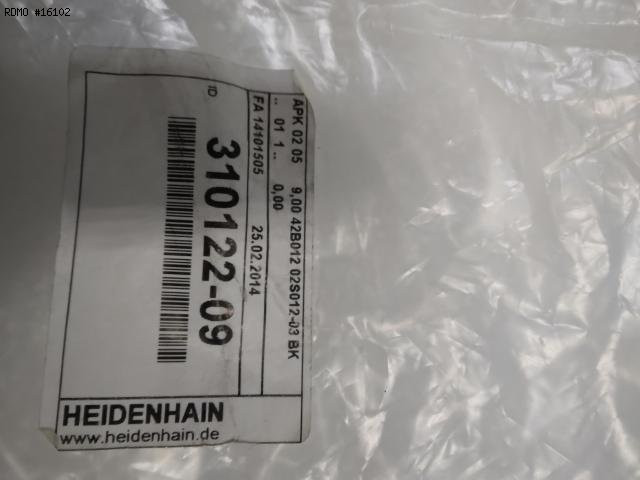 RDMO #16102
APK 02 05 9,00 42B012 02S012-03 BK
.. 01 1 .. 0,00
FA 14101505 25.02.2014
ID 310122-09
HEIDENHAIN
www.heidenhain.de